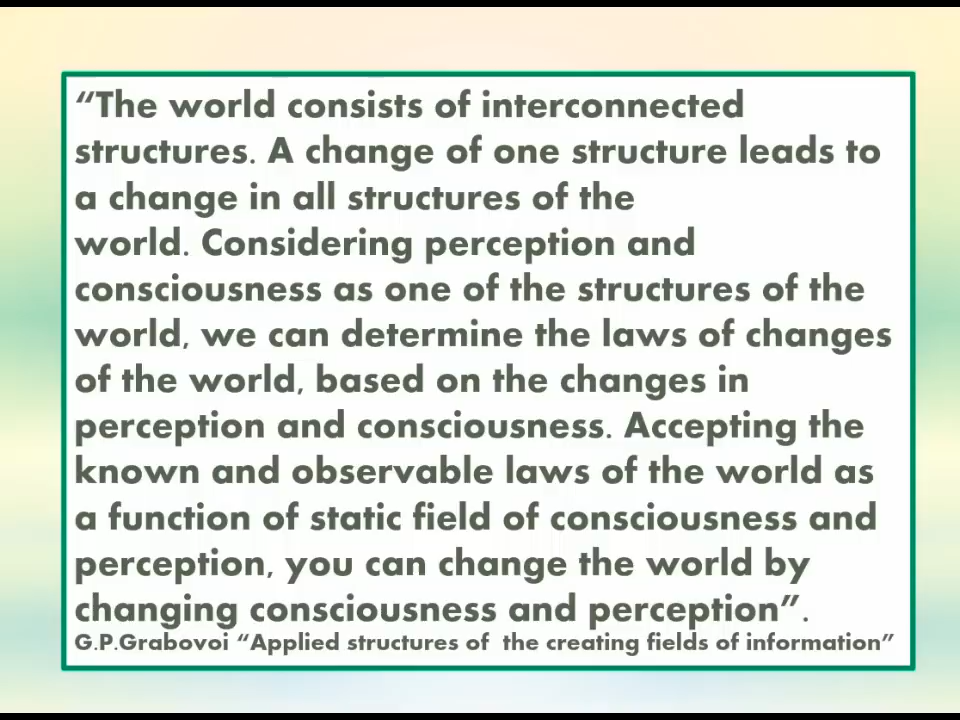 “The world consists of interconnected
structures. A change of one structure leads to
a change in all structures of the
world. Considering perception and
consciousness as one of the structures of the
world, we can determine the laws of changes
of the world, based on the changes in
perception and consciousness. Accepting the
known and observable laws of the world as
a function of static field of consciousness and
perception, you can change the world by
changing consciousness and perception”.
G.P.Grabovoi “Applied structures of the creating fields of information”